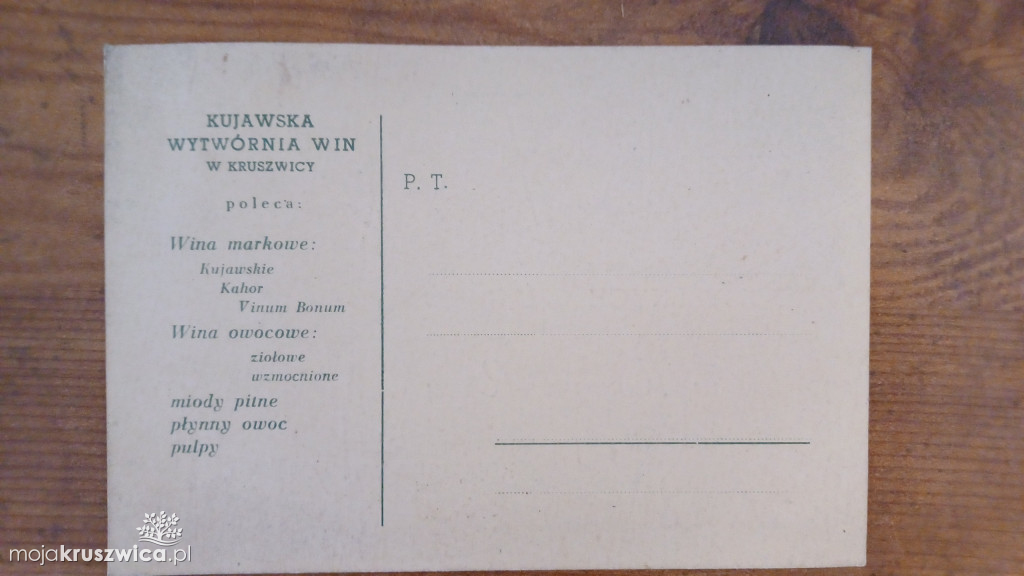 KUJAWSKA
WYTWÓRNIA WIN
W KRUSZWICY
poleca:
Wina markowe:
Kujawskie
Kahor
Vinum Bonum
Wina owocowe:
ziołowe
wzmocnione
miody pitne
płynny owoc
pulpy
P. T.
mojakruszwica.pl